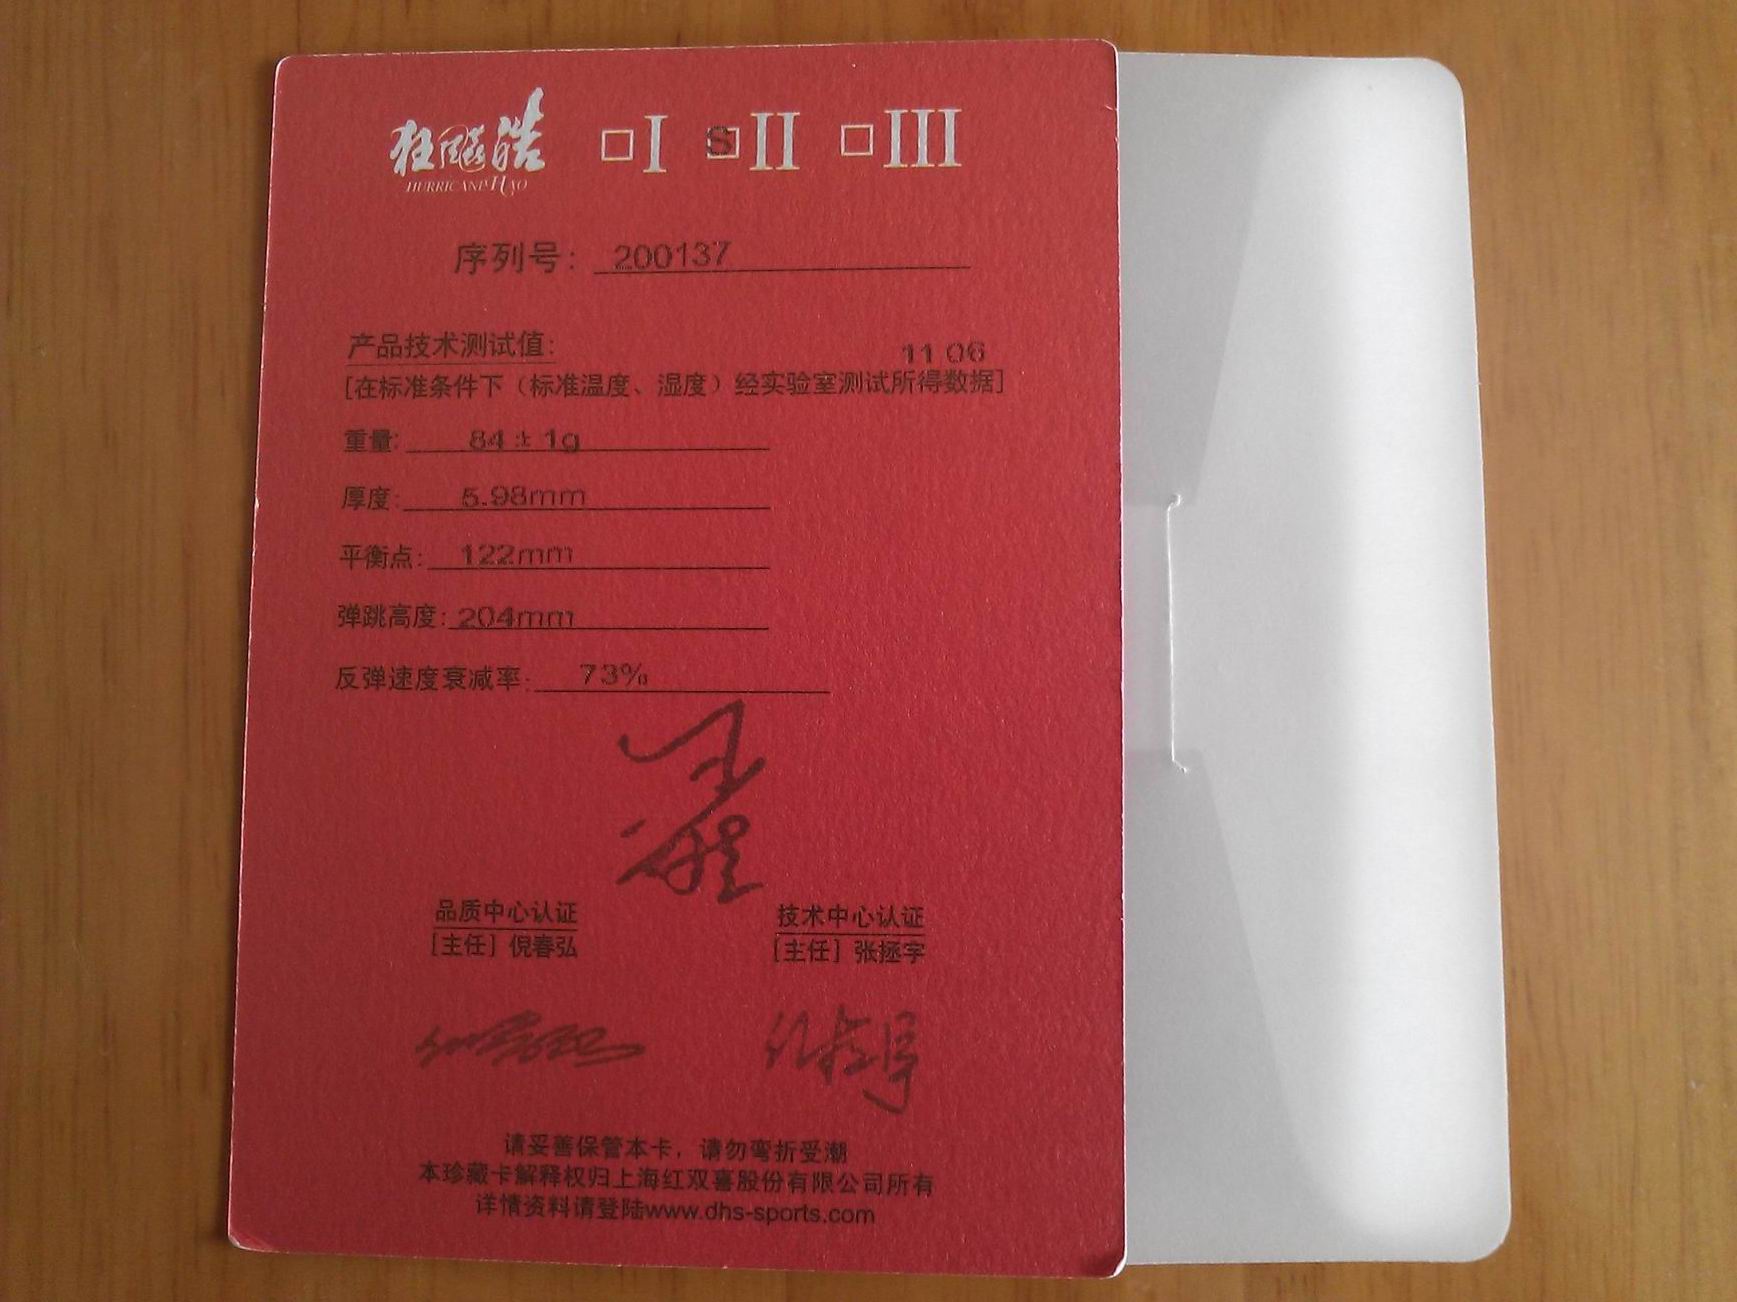 狂飚皓 □I S□II □III
HURRICANE HAO
序列号: 200137
产品技术测试值:
11 06
[在标准条件下（标准温度、湿度）经实验室测试所得数据]
重量: 84±1g
厚度: 5.98mm
平衡点: 122mm
弹跳高度: 204mm
反弹速度衰减率: 73%
品质中心认证 技术中心认证
[主任] 倪春弘 [主任] 张拯宇
请妥善保管本卡，请勿弯折受潮
本珍藏卡解释权归上海红双喜股份有限公司所有
详情资料请登陆www.dhs-sports.com